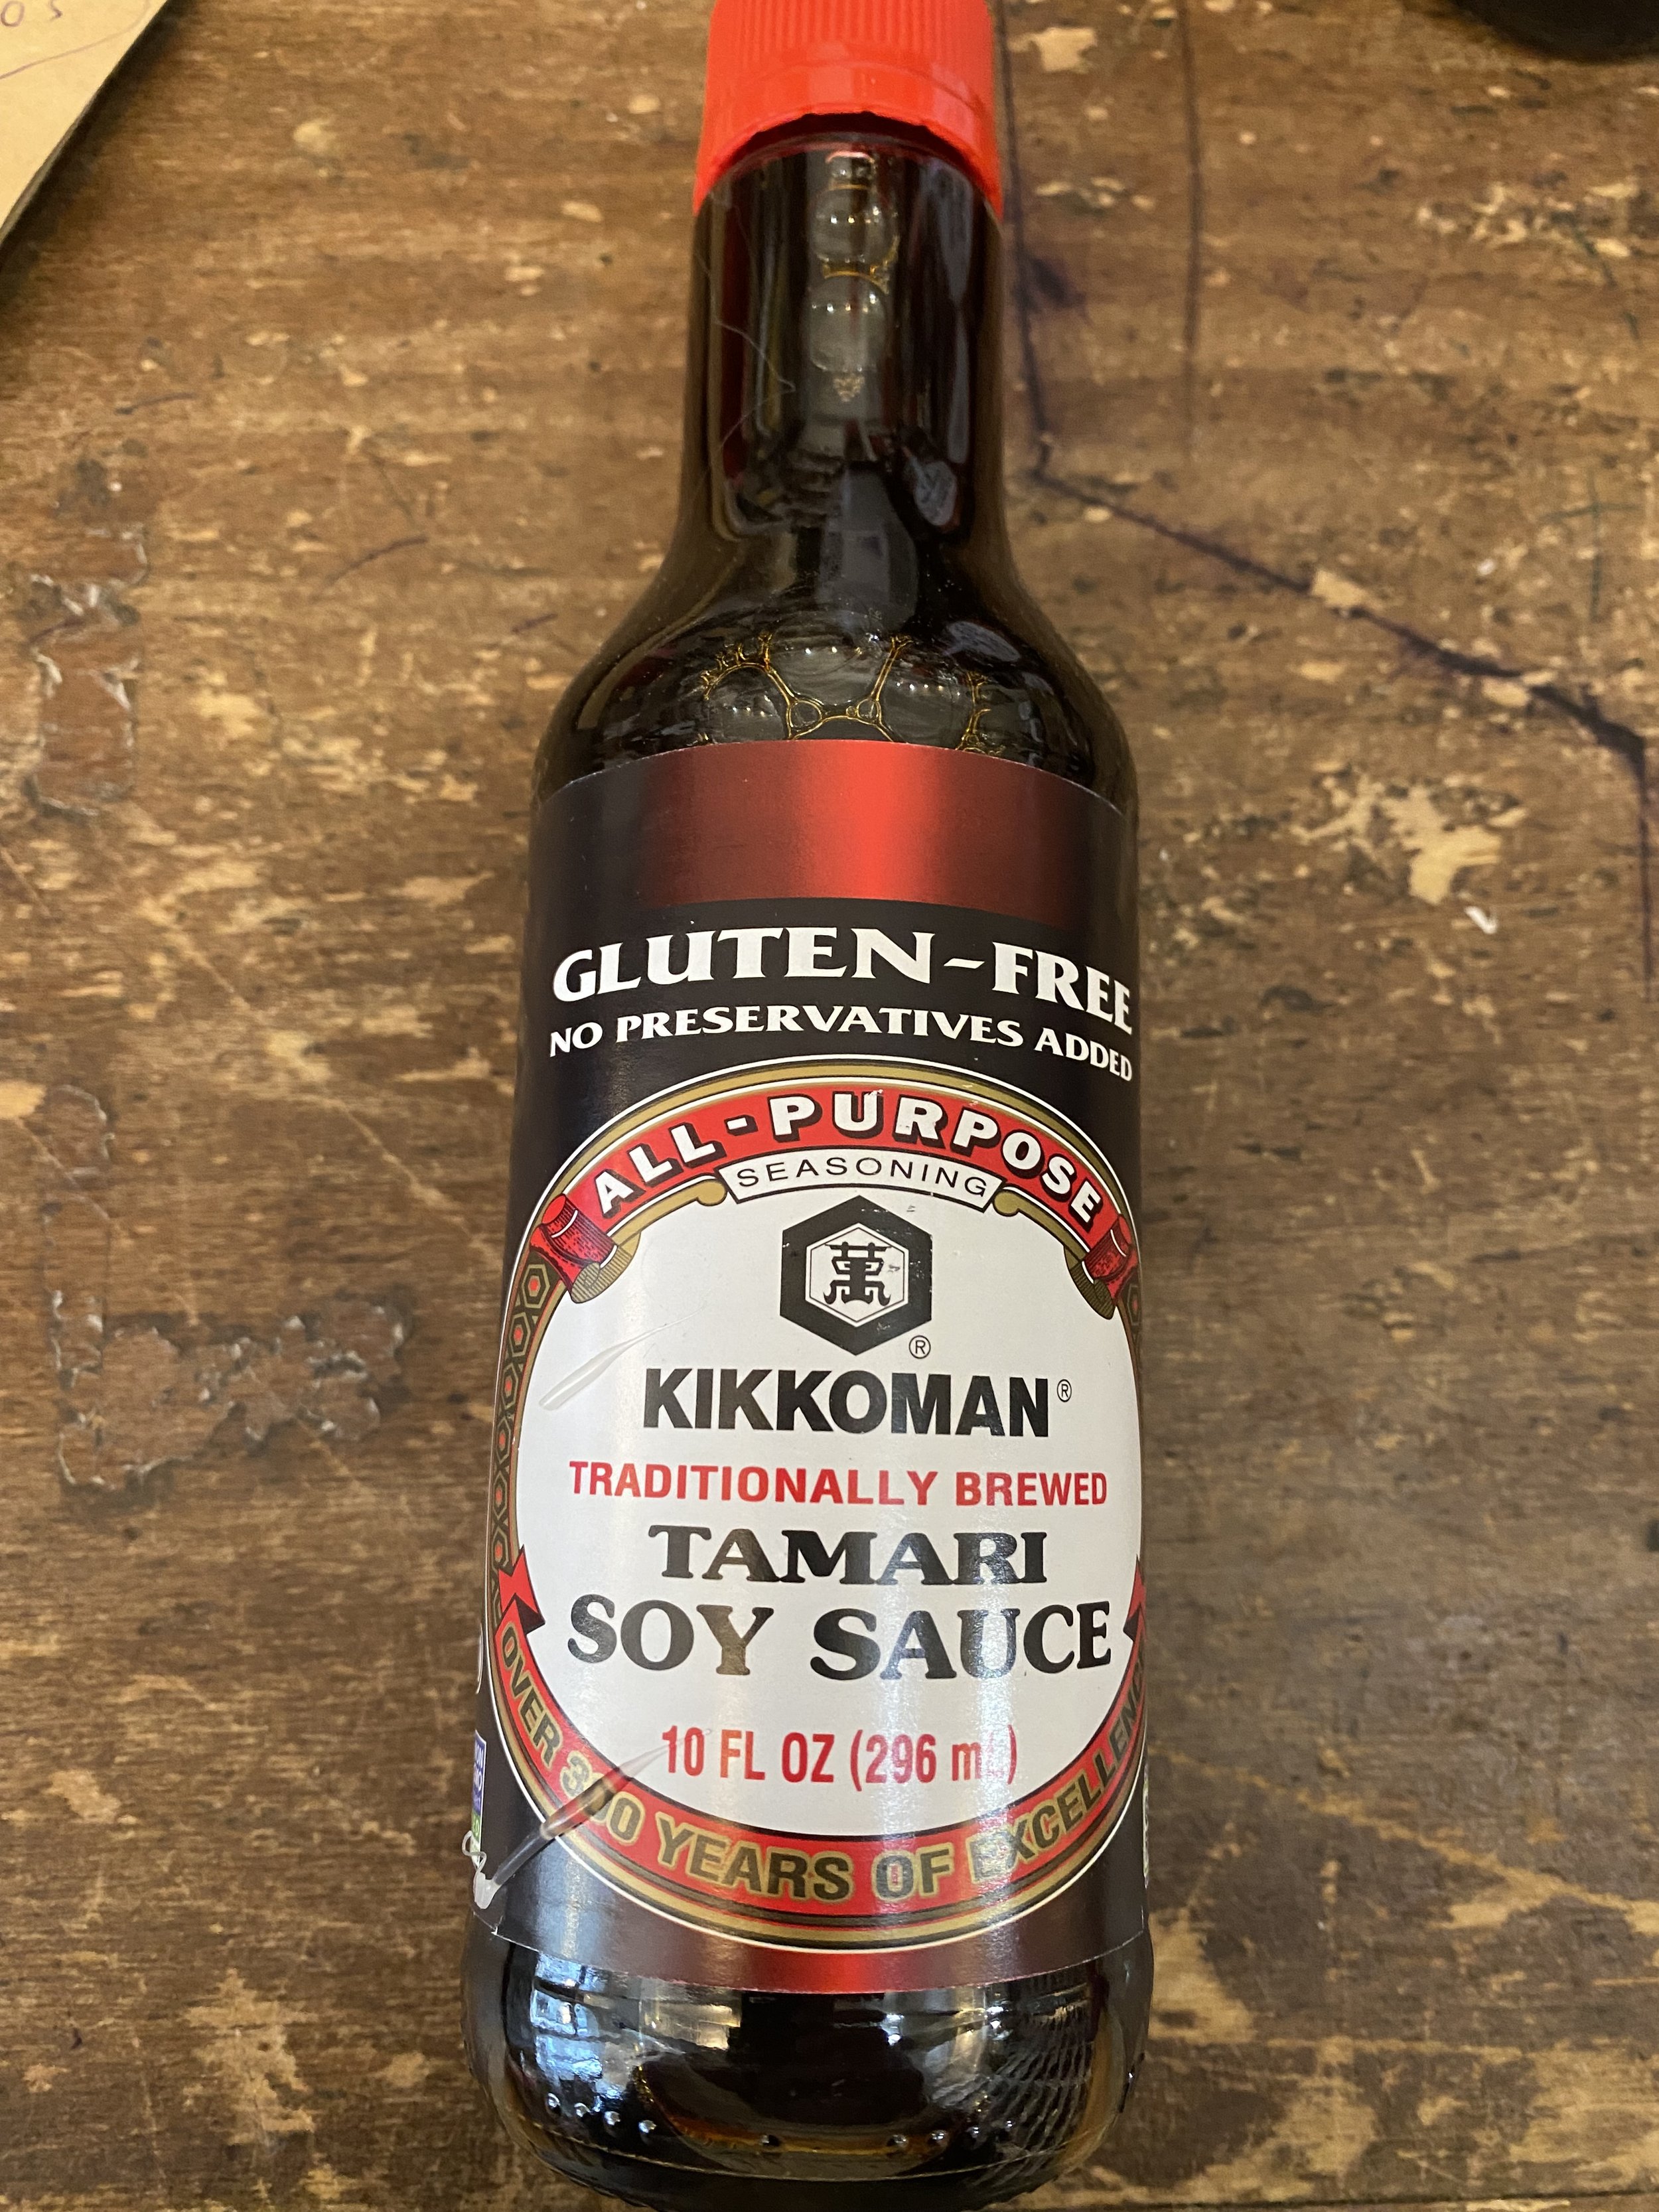 GLUTEN-FREE
NO PRESERVATIVES ADDED
ALL-PURPOSE
SEASONING
萬
®
KIKKOMAN®
TRADITIONALLY BREWED
TAMARI
SOY SAUCE
10 FL OZ (296 mL)
OVER 300 YEARS OF EXCELLENCE